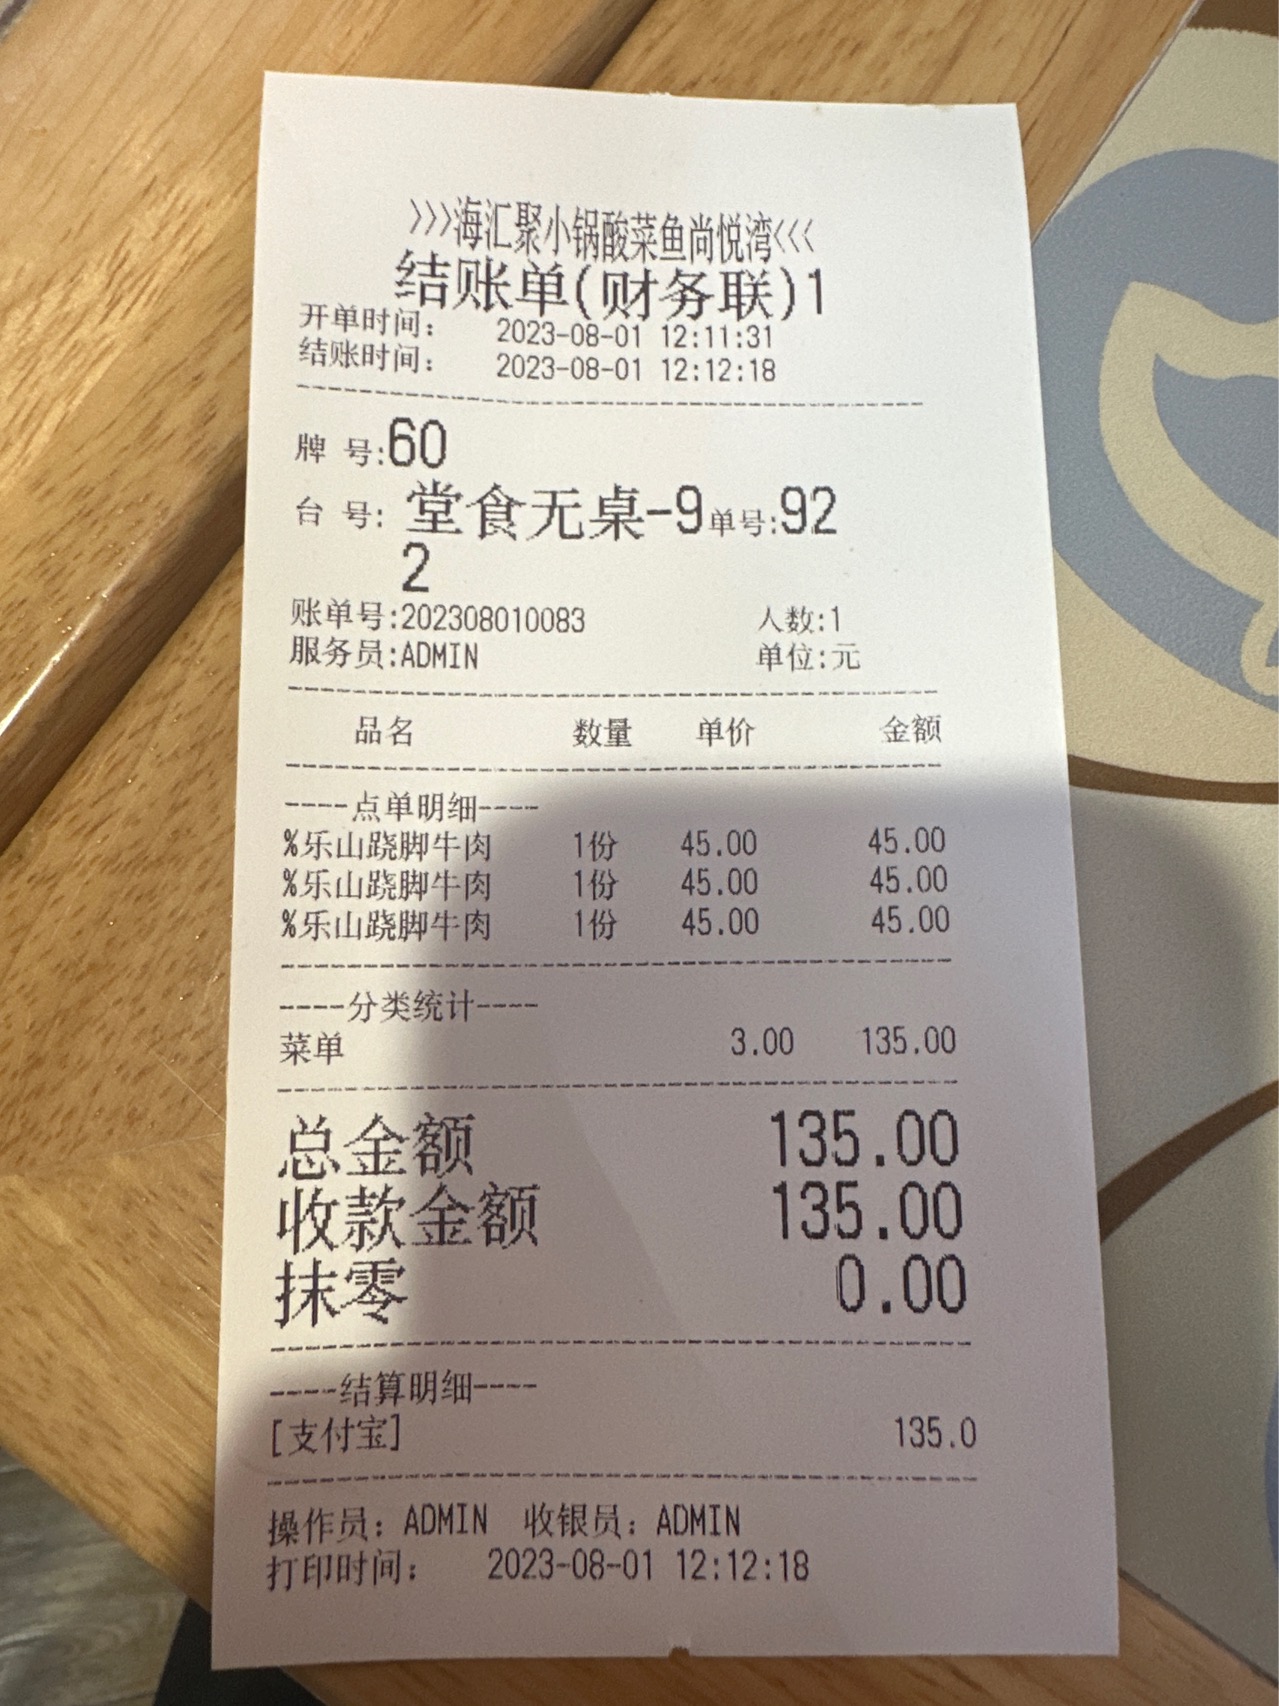 >>>海汇聚小锅酸菜鱼尚悦湾<<<
结账单(财务联)1
开单时间： 2023-08-01 12:11:31
结账时间： 2023-08-01 12:12:18
牌 号:60
台 号: 堂食无桌-9单号:92
2
账单号:202308010083 人数:1
服务员:ADMIN 单位:元
品名 数量 单价 金额
----点单明细----
%乐山跷脚牛肉 1份 45.00 45.00
%乐山跷脚牛肉 1份 45.00 45.00
%乐山跷脚牛肉 1份 45.00 45.00
----分类统计----
菜单 3.00 135.00
总金额 135.00
收款金额 135.00
抹零 0.00
----结算明细----
[支付宝] 135.0
操作员：ADMIN 收银员：ADMIN
打印时间： 2023-08-01 12:12:18